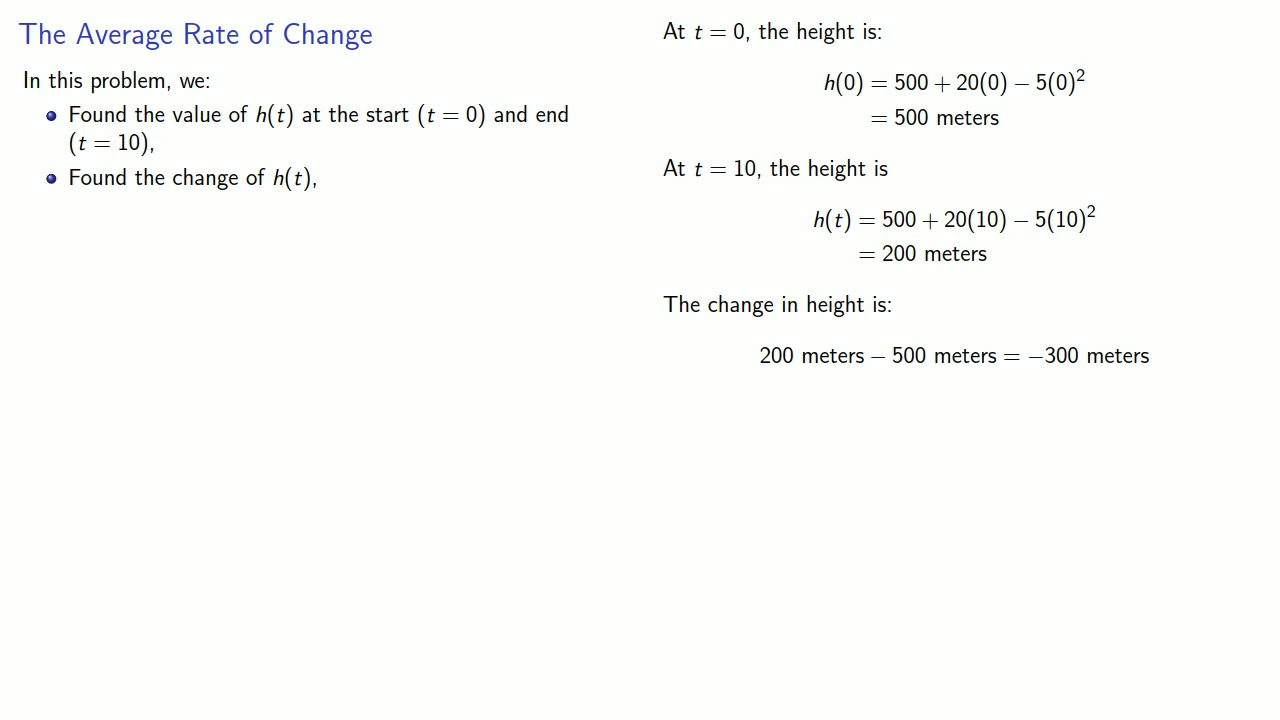 The Average Rate of Change
In this problem, we:
Found the value of h(t) at the start (t = 0) and end
(t = 10),
Found the change of h(t),
At t = 0, the height is:
h(0) = 500 + 20(0) − 5(0)²
= 500 meters
At t = 10, the height is
h(t) = 500 + 20(10) − 5(10)²
= 200 meters
The change in height is:
200 meters − 500 meters = −300 meters